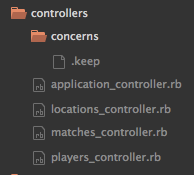 controllers
concerns
.keep
application_controller.rb
locations_controller.rb
matches_controller.rb
players_controller.rb